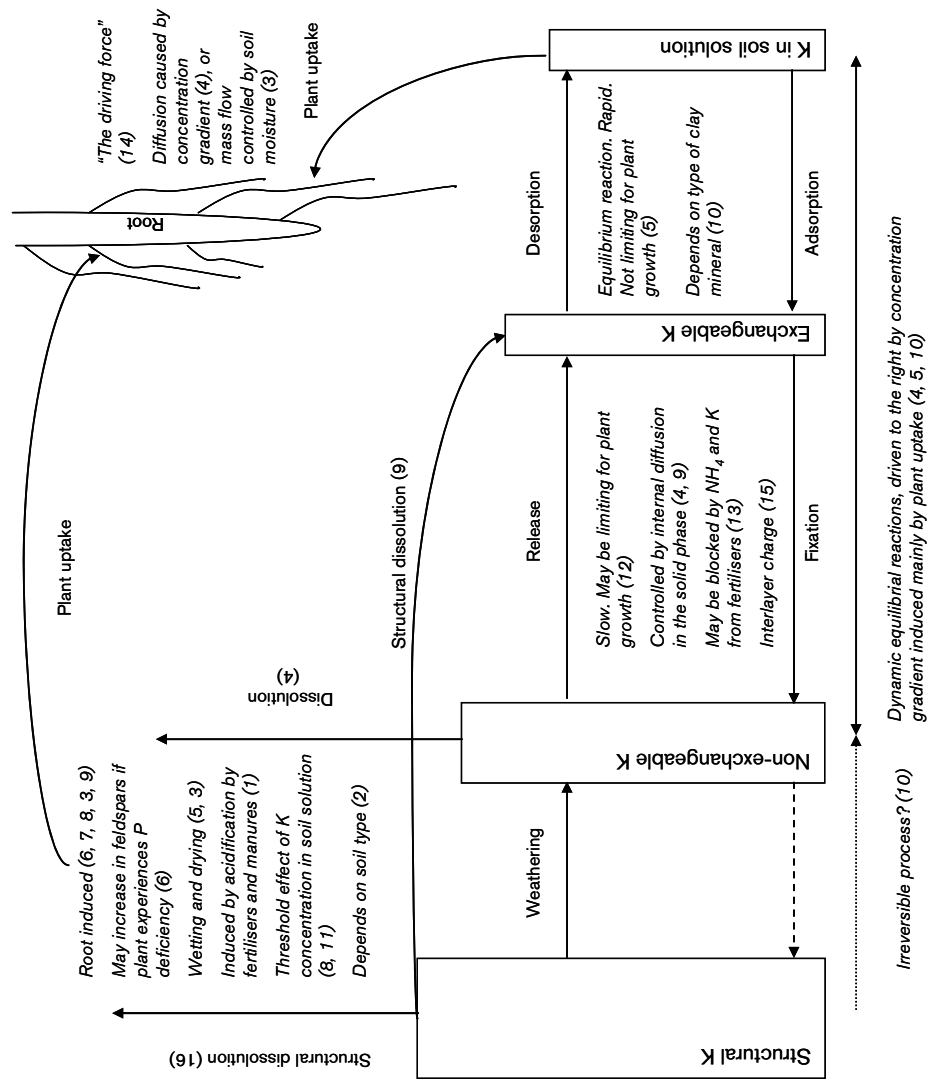 Structural dissolution (16)
Root induced (6, 7, 8, 3, 9)
May increase in feldspars if
plant experiences P
deficiency (6)
Wetting and drying (5, 3)
Induced by acidification by
fertilisers and manures (1)
Threshold effect of K
concentration in soil solution
(8, 11)
Depends on soil type (2)
Dissolution
(4)
Plant uptake
Structural dissolution (9)
Root
"The driving force"
(14)
Diffusion caused by
concentration
gradient (4), or
mass flow
controlled by soil
moisture (3)
Plant uptake
Structural K
Weathering
Non-exchangeable K
Release
Slow. May be limiting for plant
growth (12)
Controlled by internal diffusion
in the solid phase (4, 9)
May be blocked by NH4 and K
from fertilisers (13)
Interlayer charge (15)
Fixation
Exchangeable K
Desorption
Equilibrium reaction. Rapid.
Not limiting for plant
growth (5)
Depends on type of clay
mineral (10)
Adsorption
K in soil solution
Irreversible process? (10)
Dynamic equilibrial reactions, driven to the right by concentration
gradient induced mainly by plant uptake (4, 5, 10)